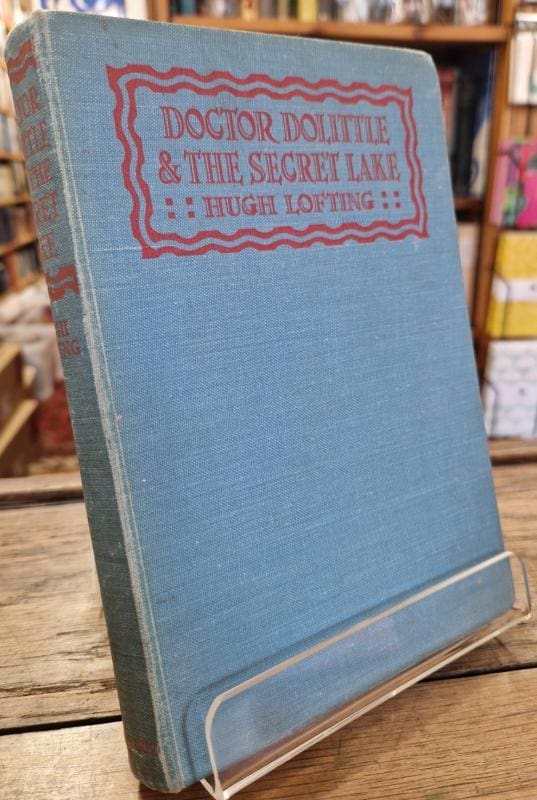 DOCTOR DOLITTLE
& THE SECRET LAKE
:: HUGH LOFTING ::